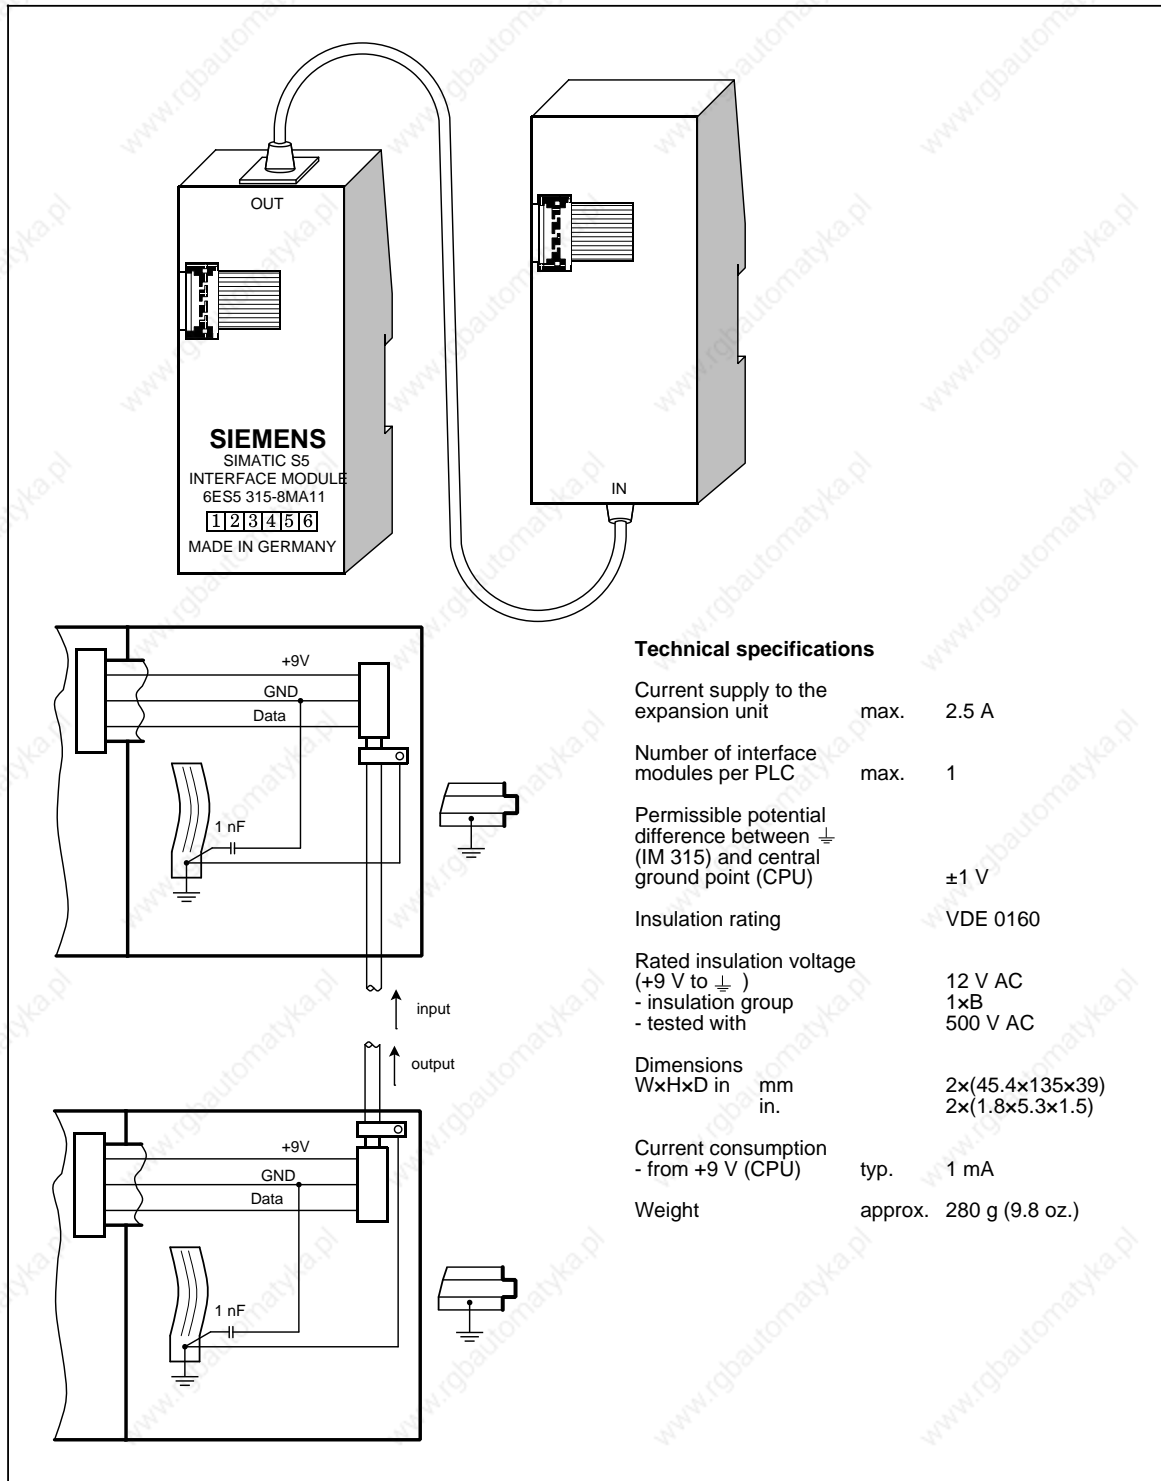 OUT
SIEMENS
SIMATIC S5
INTERFACE MODULE
6ES5 315-8MA11
1 2 3 4 5 6
MADE IN GERMANY
IN
+9V
GND
Data
1 nF
input
output
+9V
GND
Data
1 nF
Technical specifications
Current supply to the
expansion unit max. 2.5 A
Number of interface
modules per PLC max. 1
Permissible potential
difference between ⏚
(IM 315) and central
ground point (CPU) ±1 V
Insulation rating VDE 0160
Rated insulation voltage
(+9 V to ⏚ ) 12 V AC
- insulation group 1×B
- tested with 500 V AC
Dimensions
W×H×D in mm 2×(45.4×135×39)
in. 2×(1.8×5.3×1.5)
Current consumption
- from +9 V (CPU) typ. 1 mA
Weight approx. 280 g (9.8 oz.)
www.rgbautomatyka.pl